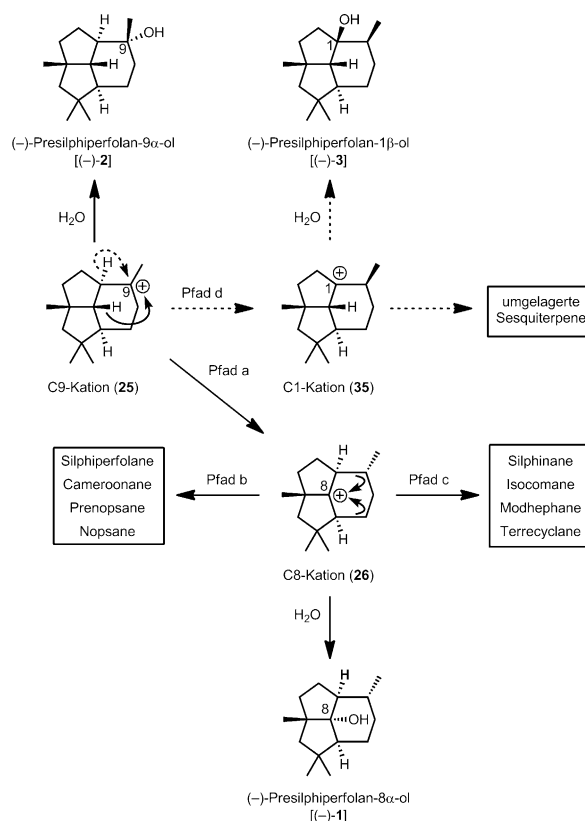 H
9
OH
H
H
(–)-Presilphiperfolan-9α-ol
[(–)-2]
OH
1
H
H
(–)-Presilphiperfolan-1β-ol
[(–)-3]
H2O
H2O
H
9
⊕
H
H
C9-Kation (25)
Pfad d
⊕
1
H
H
C1-Kation (35)
umgelagerte
Sesquiterpene
Pfad a
Silphiperfolane
Cameroonane
Prenopsane
Nopsane
Pfad b
H
8
⊕
H
C8-Kation (26)
Pfad c
Silphinane
Isocomane
Modhephane
Terrecyclane
H2O
H
8
OH
H
(–)-Presilphiperfolan-8α-ol
[(–)-1]